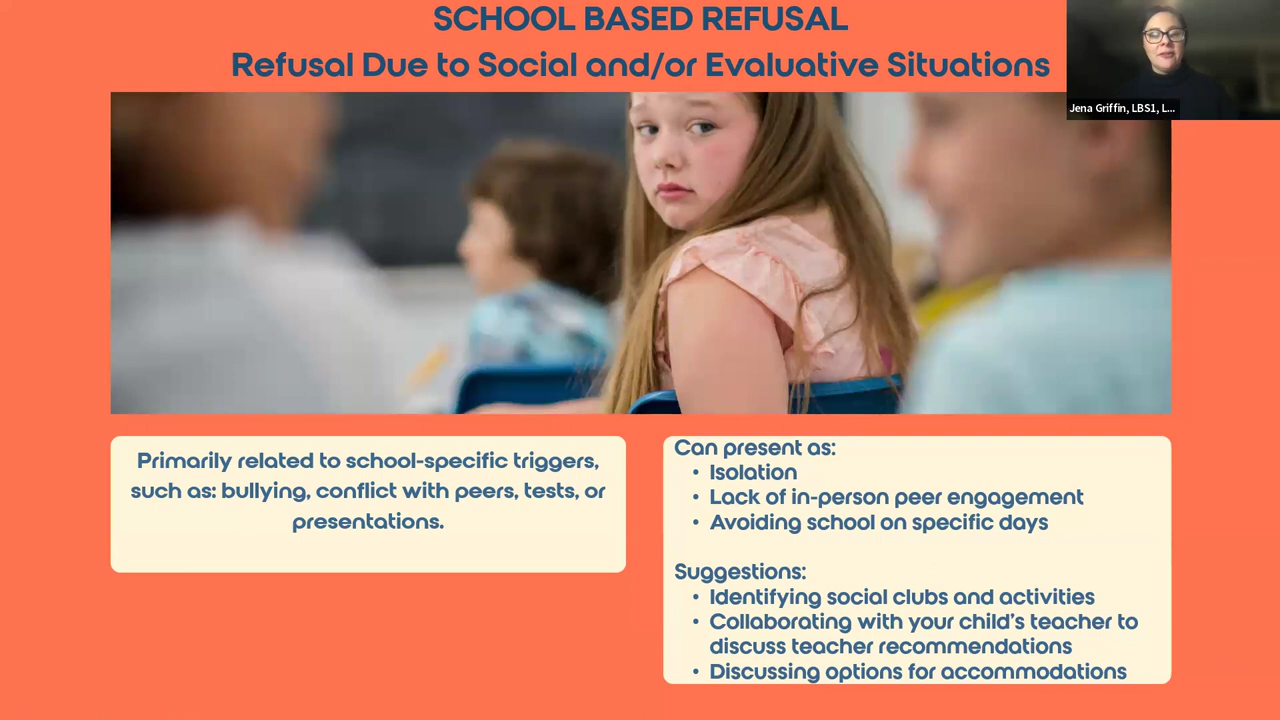 SCHOOL BASED REFUSAL
Refusal Due to Social and/or Evaluative Situations
Jena Griffin, LBS1, L...
Primarily related to school-specific triggers,
such as: bullying, conflict with peers, tests, or
presentations.
Can present as:
• Isolation
• Lack of in-person peer engagement
• Avoiding school on specific days
Suggestions:
• Identifying social clubs and activities
• Collaborating with your child's teacher to
discuss teacher recommendations
• Discussing options for accommodations